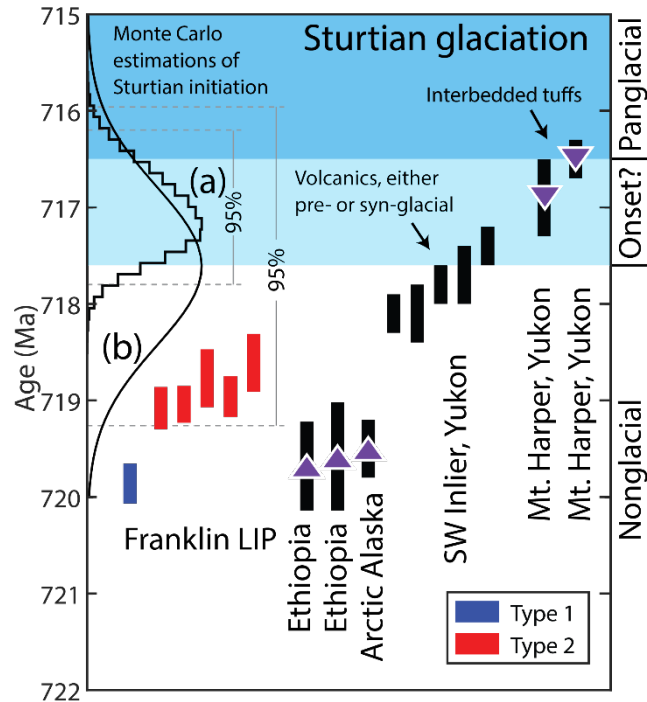 715
716
717
718
719
720
721
722
Age (Ma)
Monte Carlo
estimations of
Sturtian initiation
Sturtian glaciation
Interbedded tuffs
Volcanics, either
pre- or syn-glacial
(a)
95%
95%
(b)
Franklin LIP
Ethiopia
Ethiopia
Arctic Alaska
SW Inlier, Yukon
Mt. Harper, Yukon
Mt. Harper, Yukon
Panglacial
Onset?
Nonglacial
Type 1
Type 2